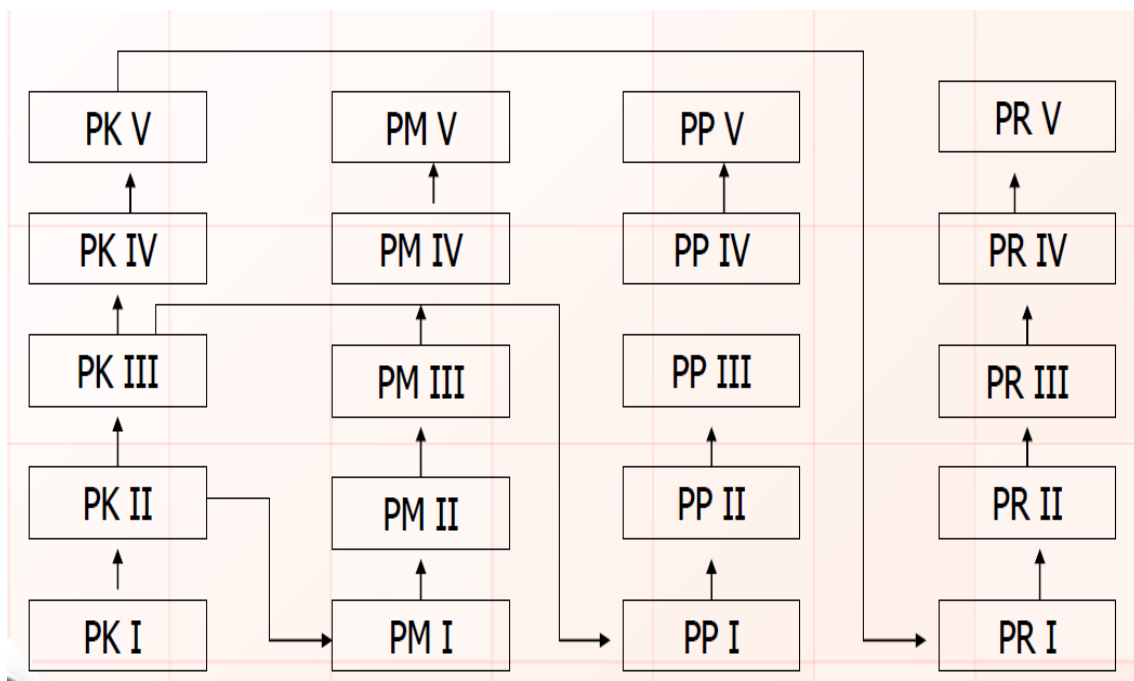 PK V
PM V
PP V
PR V
PK IV
PM IV
PP IV
PR IV
PK III
PM III
PP III
PR III
PK II
PM II
PP II
PR II
PK I
PM I
PP I
PR I